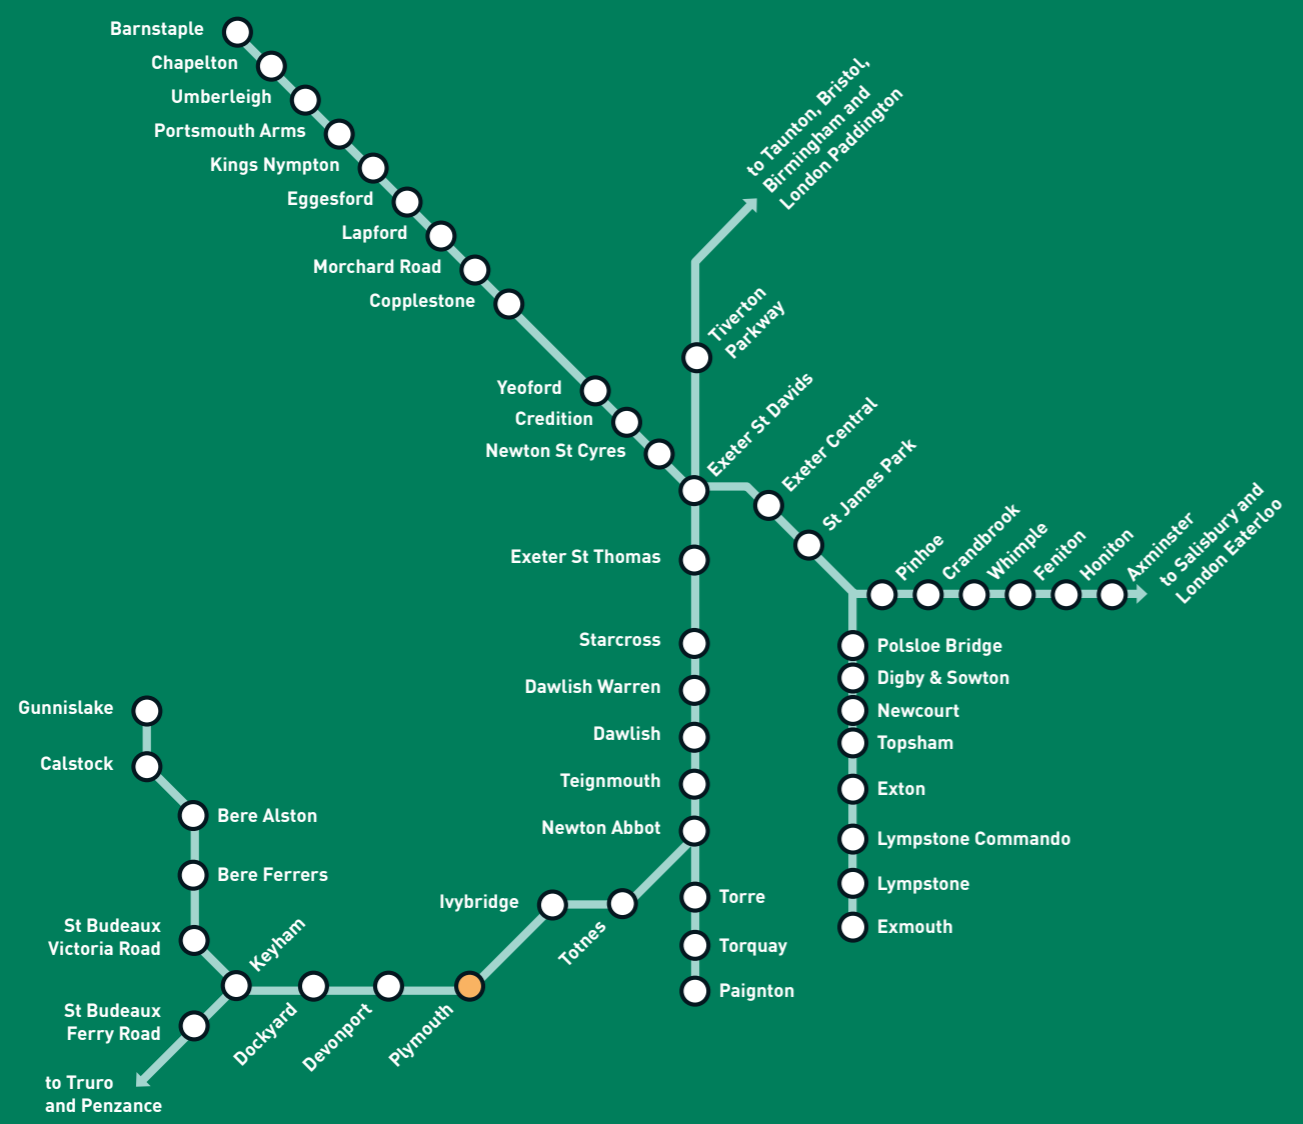 Barnstaple
Chapelton
Umberleigh
Portsmouth Arms
Kings Nympton
Eggesford
Lapford
Morchard Road
Copplestone
Yeoford
Credition
Newton St Cyres
to Taunton, Bristol,
Birmingham and
London Paddington
Tiverton
Parkway
Exeter St Davids
Exeter Central
St James Park
Pinhoe
Crandbrook
Whimple
Feniton
Honiton
Axminster
to Salisbury and
London Eaterloo
Exeter St Thomas
Starcross
Dawlish Warren
Dawlish
Teignmouth
Newton Abbot
Polsloe Bridge
Digby & Sowton
Newcourt
Topsham
Exton
Lympstone Commando
Lympstone
Exmouth
Torre
Torquay
Paignton
Totnes
Ivybridge
Plymouth
Devonport
Dockyard
Keyham
Gunnislake
Calstock
Bere Alston
Bere Ferrers
St Budeaux
Victoria Road
St Budeaux
Ferry Road
to Truro
and Penzance